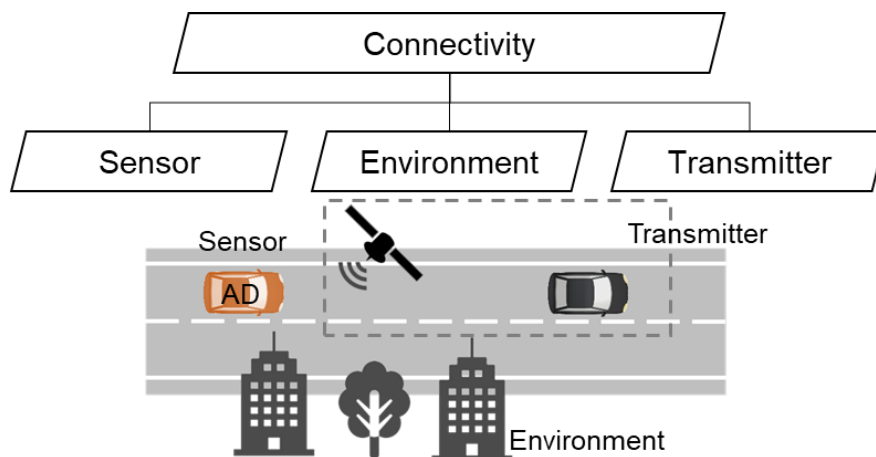 Connectivity
Sensor
Environment
Transmitter
Sensor
Transmitter
AD
Environment